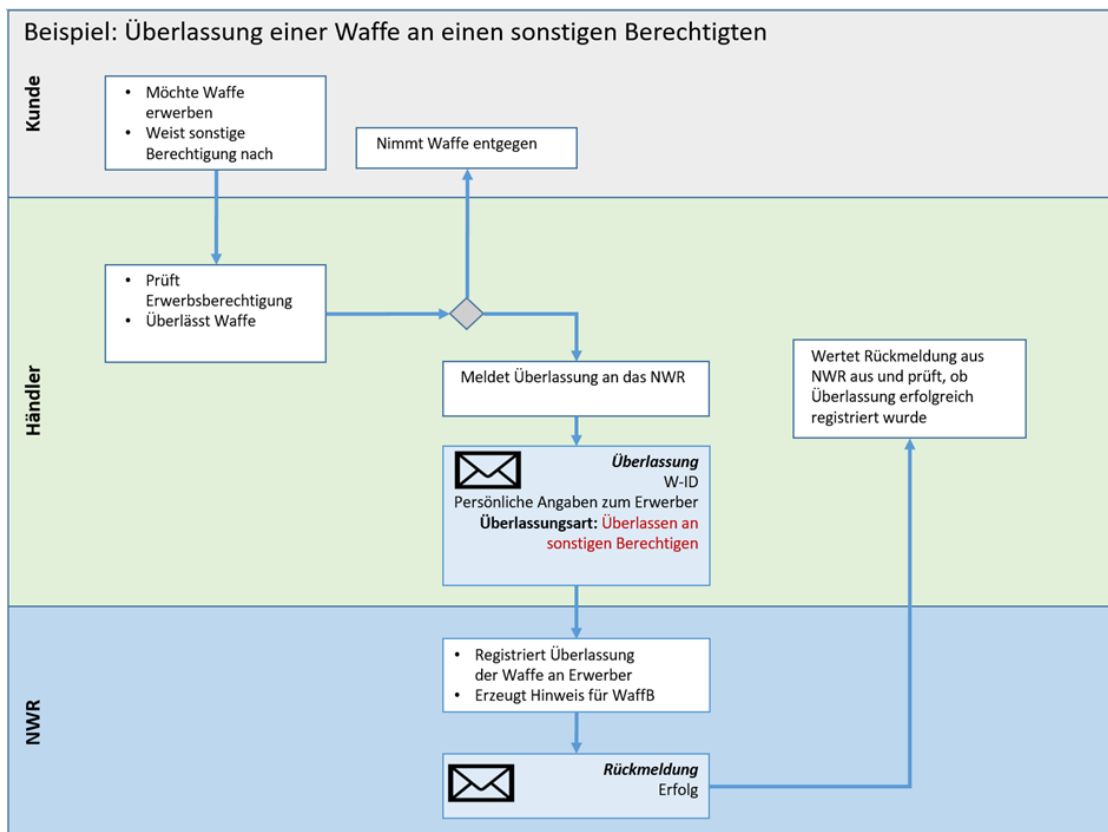 Beispiel: Überlassung einer Waffe an einen sonstigen Berechtigten
Kunde
• Möchte Waffe
erwerben
• Weist sonstige
Berechtigung nach
Nimmt Waffe entgegen
Händler
• Prüft
Erwerbsberechtigung
• Überlässt Waffe
Meldet Überlassung an das NWR
Wertet Rückmeldung aus
NWR aus und prüft, ob
Überlassung erfolgreich
registriert wurde
Überlassung
W-ID
Persönliche Angaben zum Erwerber
Überlassungsart: Überlassen an
sonstigen Berechtigen
NWR
• Registriert Überlassung
der Waffe an Erwerber
• Erzeugt Hinweis für WaffB
Rückmeldung
Erfolg